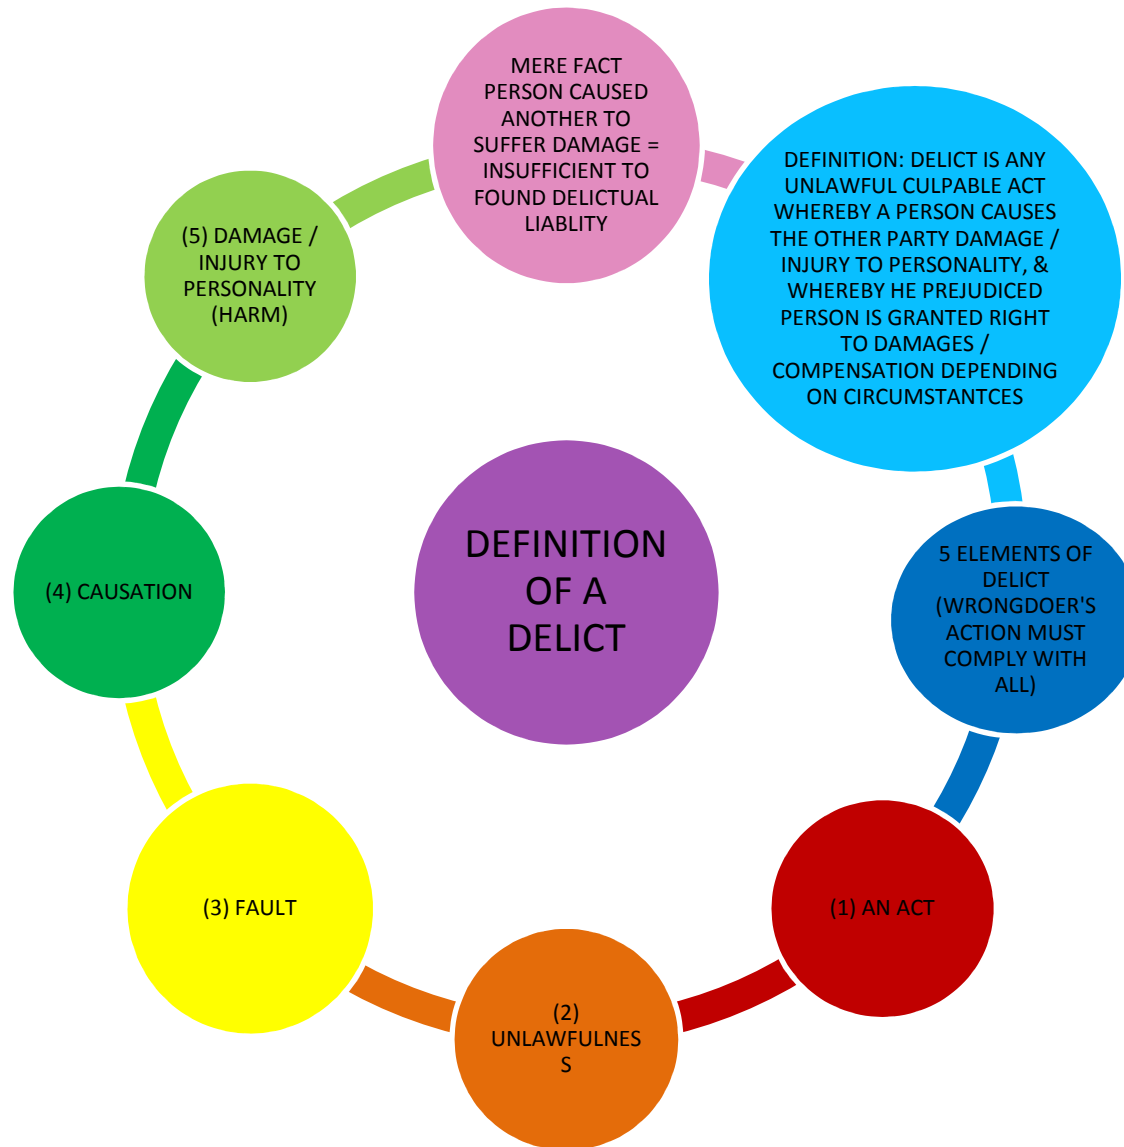 MERE FACT
PERSON CAUSED
ANOTHER TO
SUFFER DAMAGE =
INSUFFICIENT TO
FOUND DELICTUAL
LIABLITY
DEFINITION: DELICT IS ANY
UNLAWFUL CULPABLE ACT
WHEREBY A PERSON CAUSES
THE OTHER PARTY DAMAGE /
INJURY TO PERSONALITY, &
WHEREBY HE PREJUDICED
PERSON IS GRANTED RIGHT
TO DAMAGES /
COMPENSATION DEPENDING
ON CIRCUMSTANTCES
5 ELEMENTS OF
DELICT
(WRONGDOER'S
ACTION MUST
COMPLY WITH
ALL)
(1) AN ACT
(2)
UNLAWFULNES
S
(3) FAULT
(4) CAUSATION
(5) DAMAGE /
INJURY TO
PERSONALITY
(HARM)
DEFINITION
OF A
DELICT